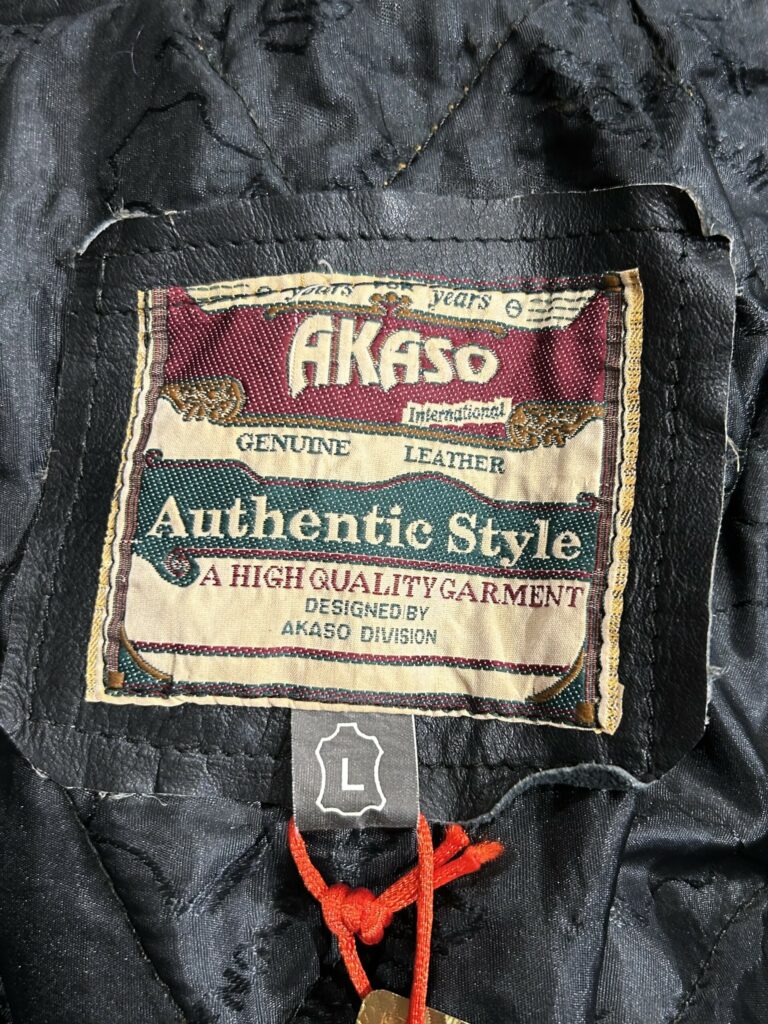 years FOR years
AKASO
International
GENUINE LEATHER
Authentic Style
A HIGH QUALITY GARMENT
DESIGNED BY
AKASO DIVISION
L